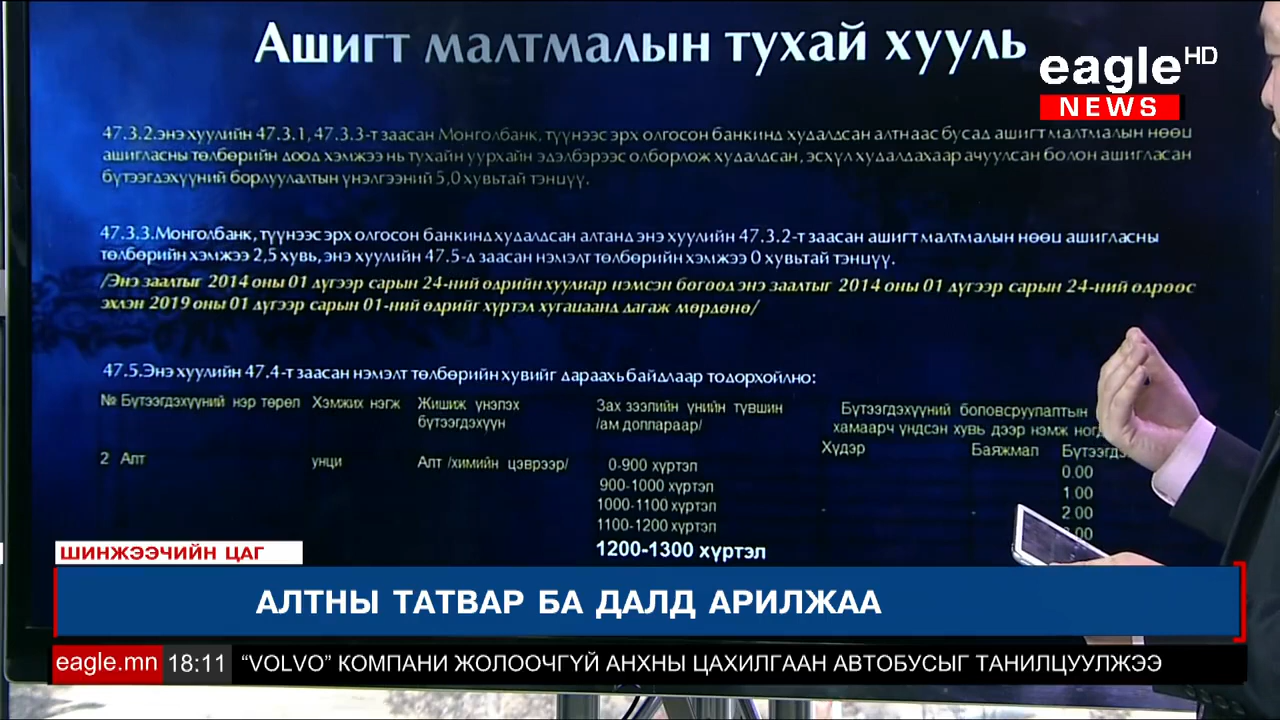 Ашигт малтмалын тухай хууль
eagle HD
NEWS
47.3.2.энэ хуулийн 47.3.1, 47.3.3-т заасан Монголбанк, түүнээс эрх олгосон банкинд худалдсан алтнаас бусад ашигт малтмалын нөөц
ашигласны төлбөрийн доод хэмжээ нь тухайн уурхайн эдэлбэрээс олборлож худалдсан, эсхүл худалдахаар ачуулсан болон ашигласан
бүтээгдэхүүний борлуулалтын үнэлгээний 5,0 хувьтай тэнцүү.
47.3.3.Монголбанк, түүнээс эрх олгосон банкинд худалдсан алтанд энэ хуулийн 47.3.2-т заасан ашигт малтмалын нөөц ашигласны
төлбөрийн хэмжээ 2,5 хувь, энэ хуулийн 47.5-д заасан нэмэлт төлбөрийн хэмжээ 0 хувьтай тэнцүү.
/Энэ заалтыг 2014 оны 01 дүгээр сарын 24-ний өдрийн хуулиар нэмсэн бөгөөд энэ заалтыг 2014 оны 01 дүгээр сарын 24-ний өдрөөс
эхлэн 2019 оны 01 дүгээр сарын 01-ний өдрийг хүртэл хугацаанд дагаж мөрдөнө/
47.5.Энэ хуулийн 47.4-т заасан нэмэлт төлбөрийн хувийг дараахь байдлаар тодорхойлно:
№ Бүтээгдэхүүний нэр төрөл Хэмжих нэгж Жишиж үнэлэх Зах зээлийн үнийн түвшин Бүтээгдэхүүний боловсруулалтын
бүтээгдэхүүн /ам доллараар/ хамаарч үндсэн хувь дээр нэмж
Хүдэр Баяжмал
2 Алт унци Алт /химийн цэврээр/ 0-900 хүртэл 0.00
900-1000 хүртэл 1.00
1000-1100 хүртэл - - 2 00
1100-1200 хүртэл
1200-1300 хүртэл
ШИНЖЭЭЧИЙН ЦАГ
АЛТНЫ ТАТВАР БА ДАЛД АРИЛЖАА
eagle.mn 18:11 “VOLVO” КОМПАНИ ЖОЛООЧГҮЙ АНХНЫ ЦАХИЛГААН АВТОБУСЫГ ТАНИЛЦУУЛЖЭЭ